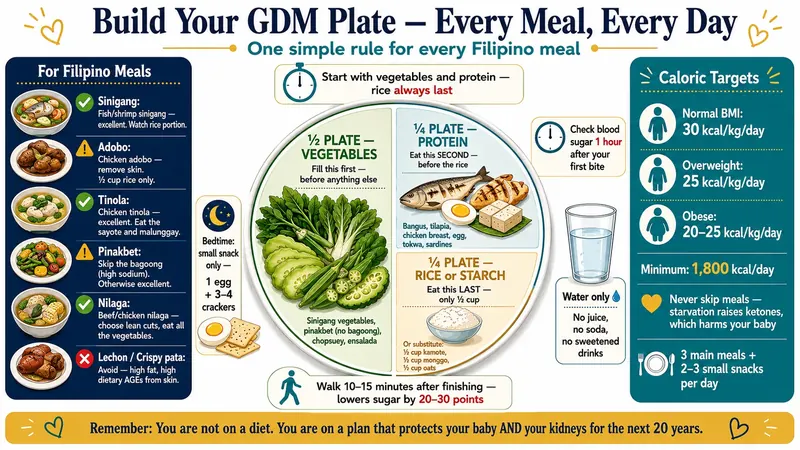 Build Your GDM Plate — Every Meal, Every Day
One simple rule for every Filipino meal
For Filipino Meals
Sinigang:
Fish/shrimp sinigang —
excellent. Watch rice portion.
Adobo:
Chicken adobo —
remove skin.
½ cup rice only.
Tinola:
Chicken tinola —
excellent. Eat the
sayote and malunggay.
Pinakbet:
Skip the bagoong
(high sodium).
Otherwise excellent.
Nilaga:
Beef/chicken nilaga —
choose lean cuts, eat all
the vegetables.
Lechon / Crispy pata:
Avoid — high fat, high
dietary AGEs from skin.
Start with vegetables and protein —
rice always last
½ PLATE —
VEGETABLES
Fill this first —
before anything else
Sinigang vegetables,
pinakbet (no bagoong),
chopsuey, ensalada
¼ PLATE —
PROTEIN
Eat this SECOND —
before the rice
Bangus, tilapia,
chicken breast, egg,
tokwa, sardines
¼ PLATE —
RICE or STARCH
Eat this LAST —
only ½ cup
Or substitute:
½ cup kamote,
½ cup monggo,
½ cup oats
Bedtime:
small snack
only —
1 egg
+ 3–4
crackers
Walk 10–15 minutes after finishing —
lowers sugar by 20–30 points
Check blood
sugar 1 hour
after your
first bite
Water only
No juice,
no soda,
no sweetened
drinks
Caloric Targets
Normal BMI:
30 kcal/kg/day
Overweight:
25 kcal/kg/day
Obese:
20–25 kcal/kg/day
Minimum: 1,800 kcal/day
Never skip meals —
starvation raises ketones,
which harms your baby
3 main meals +
2–3 small snacks
per day
Remember: You are not on a diet. You are on a plan that protects your baby AND your kidneys for the next 20 years.